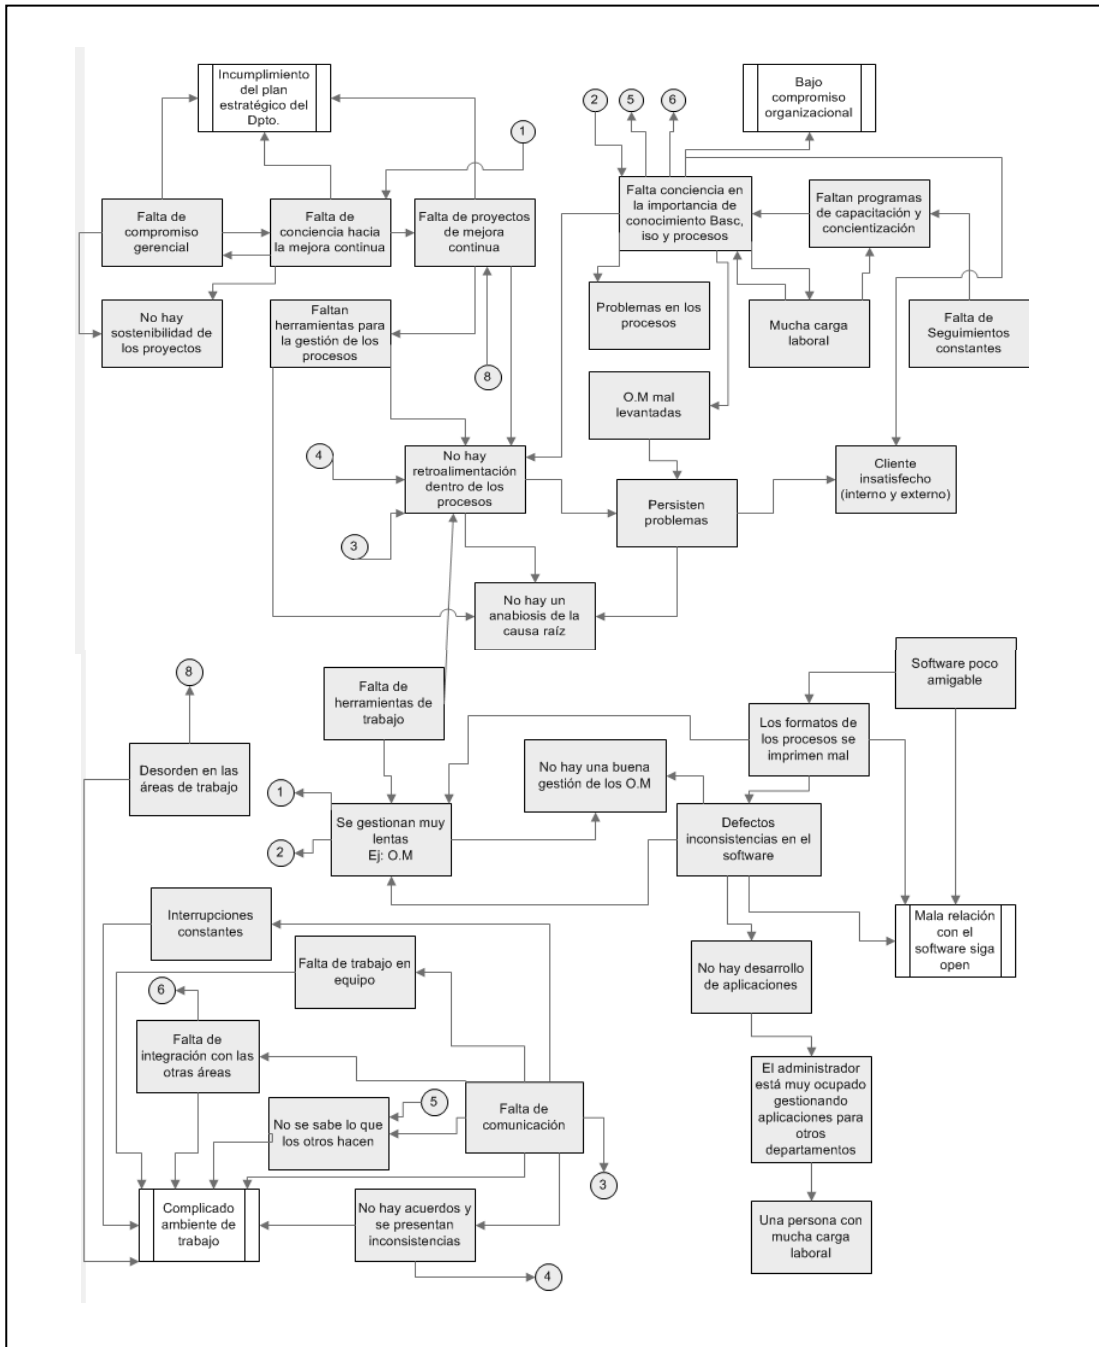 Incumplimiento
del plan
estratégico del
Dpto.
1
2
5
6
Bajo
compromiso
organizacional
Falta de
compromiso
gerencial
Falta de
conciencia hacia
la mejora continua
Falta de proyectos
de mejora
continua
Falta conciencia en
la importancia de
conocimiento Basc,
iso y procesos
Faltan programas
de capacitación y
concientización
No hay
sostenibilidad de
los proyectos
Faltan
herramientas para
la gestión de los
procesos
8
Problemas en los
procesos
Mucha carga
laboral
Falta de
Seguimientos
constantes
O.M mal
levantadas
4
No hay
retroalimentación
dentro de los
procesos
3
Persisten
problemas
Cliente
insatisfecho
(interno y externo)
No hay un
anabiosis de la
causa raíz
8
Falta de
herramientas de
trabajo
Software poco
amigable
Desorden en las
áreas de trabajo
Los formatos de
los procesos se
imprimen mal
No hay una buena
gestión de los O.M
1
2
Se gestionan muy
lentas
Ej: O.M
Defectos
inconsistencias en el
software
Interrupciones
constantes
Falta de trabajo en
equipo
Mala relación
con el
software siga
open
No hay desarrollo
de aplicaciones
6
Falta de
integración con las
otras áreas
No se sabe lo que
los otros hacen
5
Falta de
comunicación
3
El administrador
está muy ocupado
gestionando
aplicaciones para
otros
departamentos
Complicado
ambiente de
trabajo
No hay acuerdos y
se presentan
inconsistencias
4
Una persona con
mucha carga
laboral